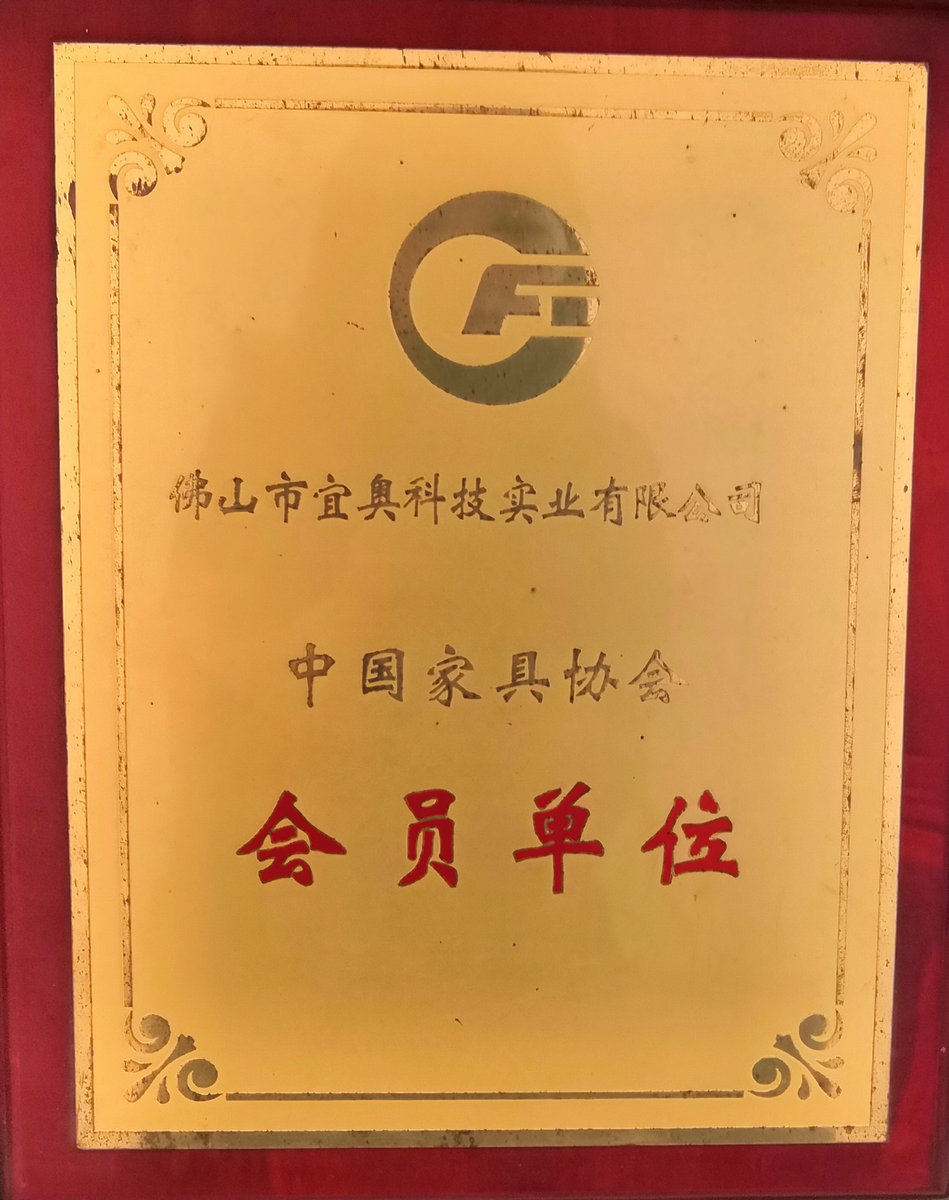 佛山市宜奥科技实业有限公司
中国家具协会
会员单位